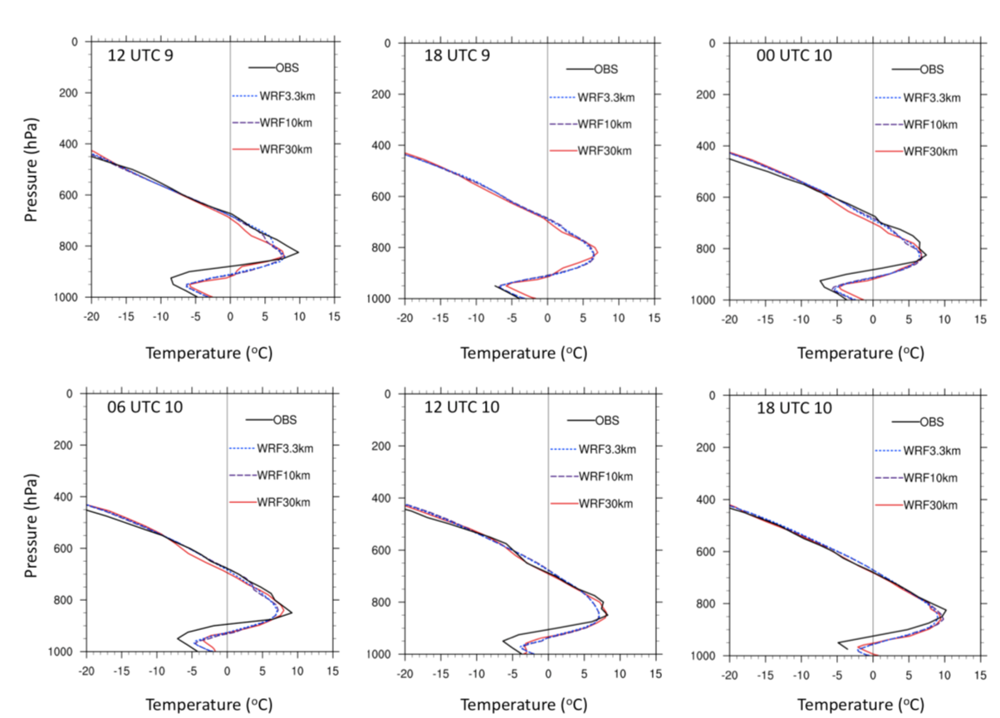 12 UTC 9
OBS
WRF3.3km
WRF10km
WRF30km
0
200
400
600
800
1000
-20 -15 -10 -5 0 5 10 15
Pressure (hPa)
Temperature (°C)
18 UTC 9
OBS
WRF3.3km
WRF10km
WRF30km
0
200
400
600
800
1000
-20 -15 -10 -5 0 5 10 15
Temperature (°C)
00 UTC 10
OBS
WRF3.3km
WRF10km
WRF30km
0
200
400
600
800
1000
-20 -15 -10 -5 0 5 10 15
Temperature (°C)
06 UTC 10
OBS
WRF3.3km
WRF10km
WRF30km
0
200
400
600
800
1000
-20 -15 -10 -5 0 5 10 15
Pressure (hPa)
Temperature (°C)
12 UTC 10
OBS
WRF3.3km
WRF10km
WRF30km
0
200
400
600
800
1000
-20 -15 -10 -5 0 5 10 15
Temperature (°C)
18 UTC 10
OBS
WRF3.3km
WRF10km
WRF30km
0
200
400
600
800
1000
-20 -15 -10 -5 0 5 10 15
Temperature (°C)